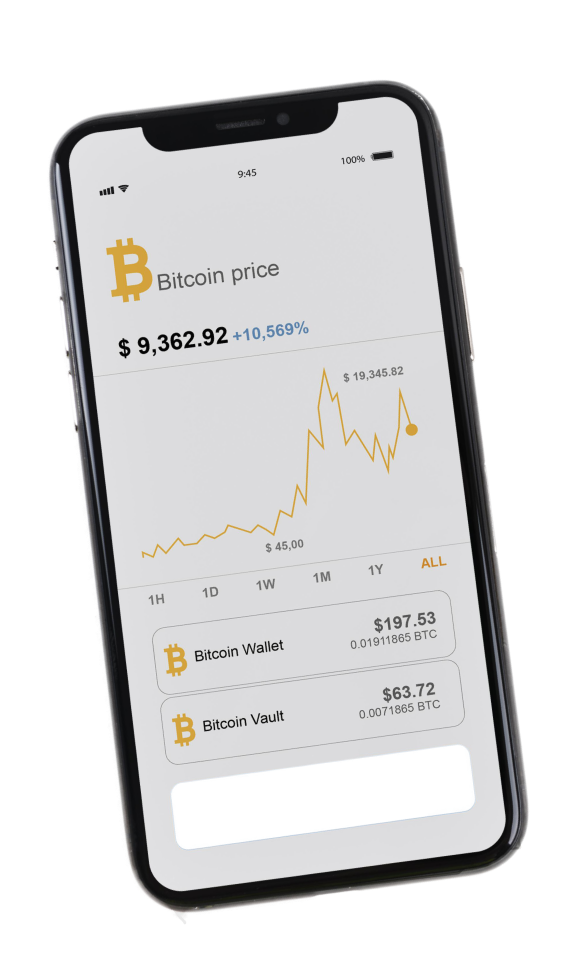 9:45
100%
Bitcoin price
$ 9,362.92 +10,569%
$ 19,345.82
$ 45,00
1H 1D 1W 1M 1Y ALL
Bitcoin Wallet
$197.53
0.01911865 BTC
Bitcoin Vault
$63.72
0.0071865 BTC